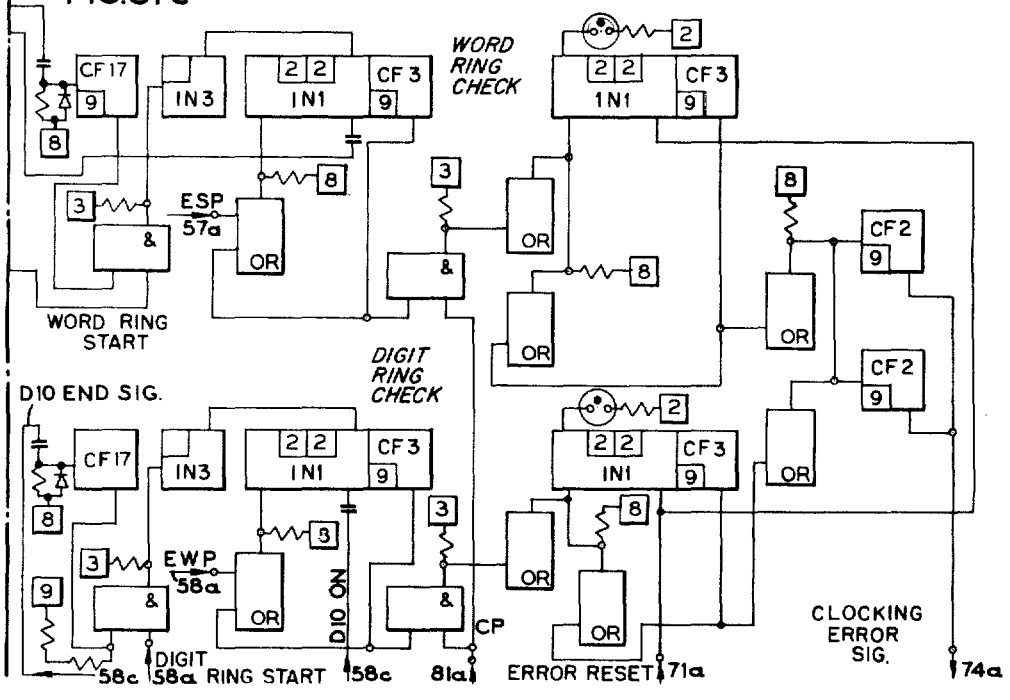 WORD
RING
CHECK
2
CF17
9
IN3
2 2
IN1
CF3
9
2 2
1N1
CF3
9
8
8
3
8
3
ESP
57a
&
OR
OR
&
CF2
9
8
OR
OR
WORD RING
START
DIGIT
RING
CHECK
CF2
9
D10 END SIG.
2
CF17
IN3
2 2
IN1
CF3
9
2 2
IN1
CF3
9
OR
8
3
8
3
8
EWP
58a
OR
9
&
OR
D10 ON
&
CP
OR
CLOCKING
ERROR
SIG.
58c
58a
DIGIT
RING START
58c
81a
ERROR RESET
71a
74a